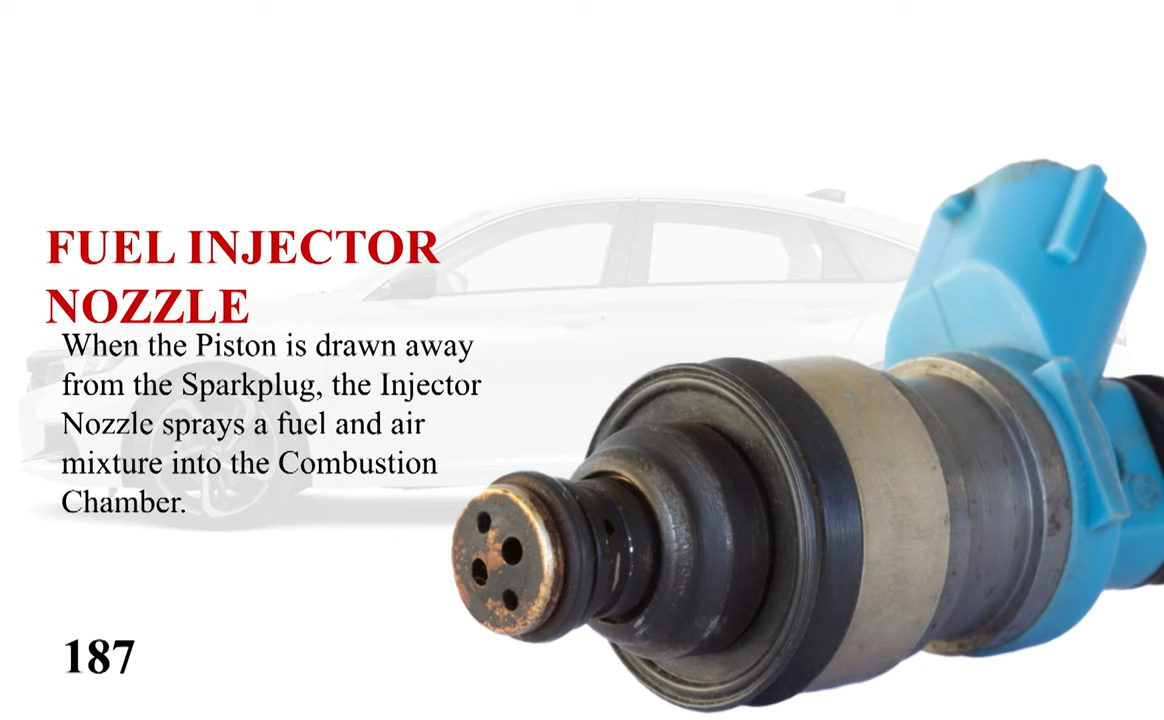 FUEL INJECTOR
NOZZLE
When the Piston is drawn away
from the Sparkplug, the Injector
Nozzle sprays a fuel and air
mixture into the Combustion
Chamber.
187